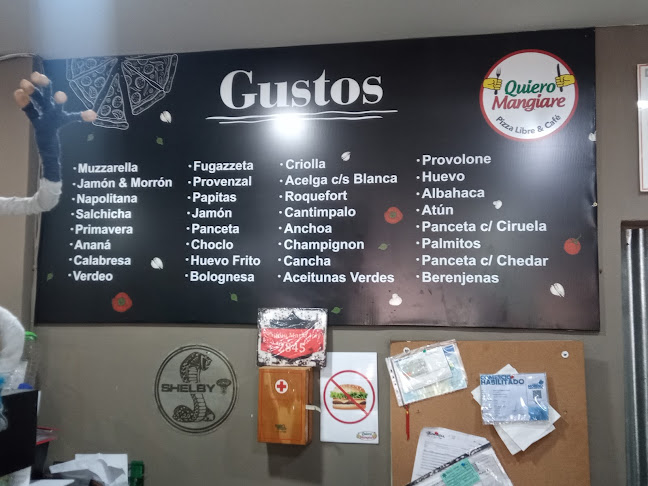 Gustos
Quiero
Mangiare
Pizza Libre & Café
· Muzzarella
· Jamón & Morrón
· Napolitana
· Salchicha
· Primavera
· Ananá
· Calabresa
· Verdeo
· Fugazzeta
· Provenzal
· Papitas
· Jamón
· Panceta
· Choclo
· Huevo Frito
· Bolognesa
· Criolla
· Acelga c/s Blanca
· Roquefort
· Cantimpalo
· Anchoa
· Champignon
· Cancha
· Aceitunas Verdes
· Provolone
· Huevo
· Albahaca
· Atún
· Panceta c/ Ciruela
· Palmitos
· Panceta c/ Chedar
· Berenjenas
SHELBY
HABILITADO